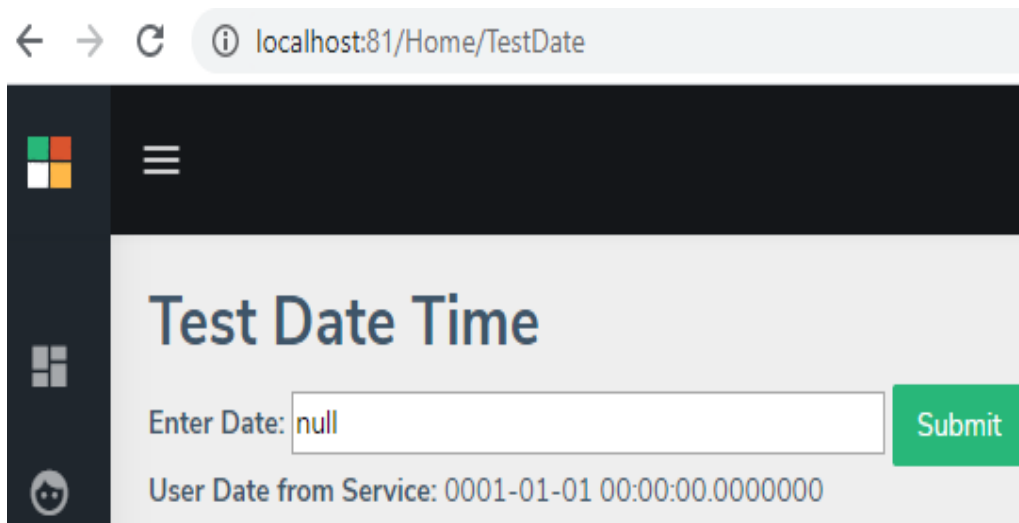 localhost:81/Home/TestDate
Test Date Time
Enter Date: null Submit
User Date from Service: 0001-01-01 00:00:00.0000000